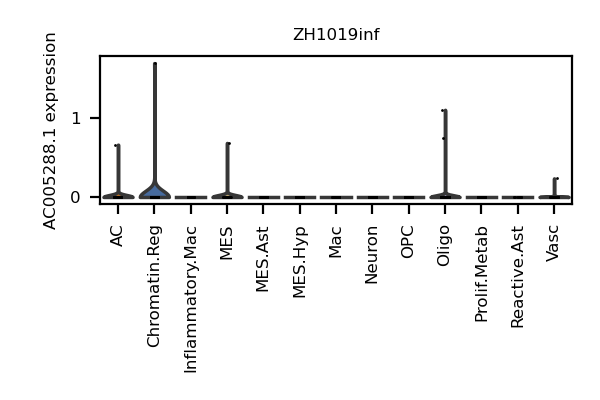 ZH1019inf
AC005288.1 expression
1
0
AC
Chromatin.Reg
Inflammatory.Mac
MES
MES.Ast
MES.Hyp
Mac
Neuron
OPC
Oligo
Prolif.Metab
Reactive.Ast
Vasc